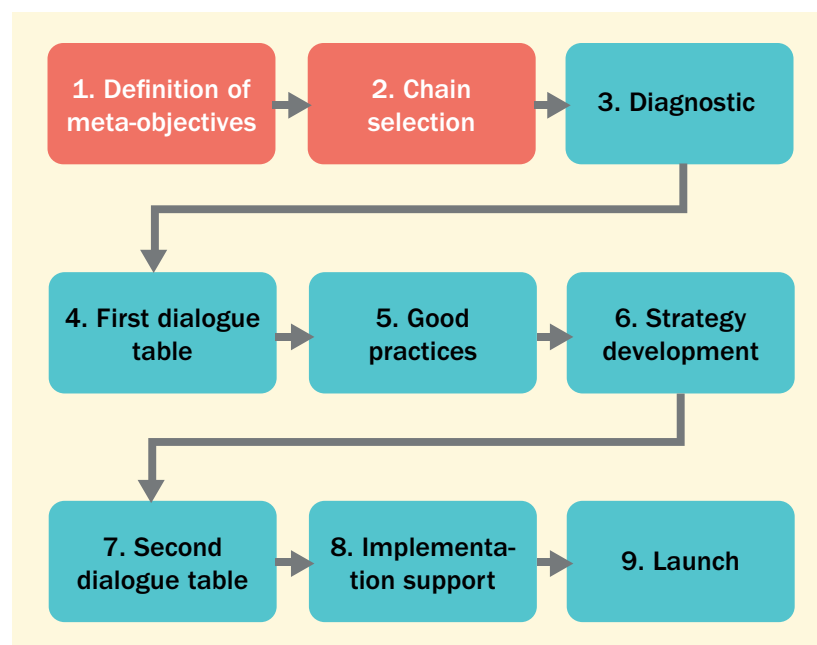 1. Definition of
meta-objectives
2. Chain
selection
3. Diagnostic
4. First dialogue
table
5. Good
practices
6. Strategy
development
7. Second
dialogue table
8. Implementa-
tion support
9. Launch